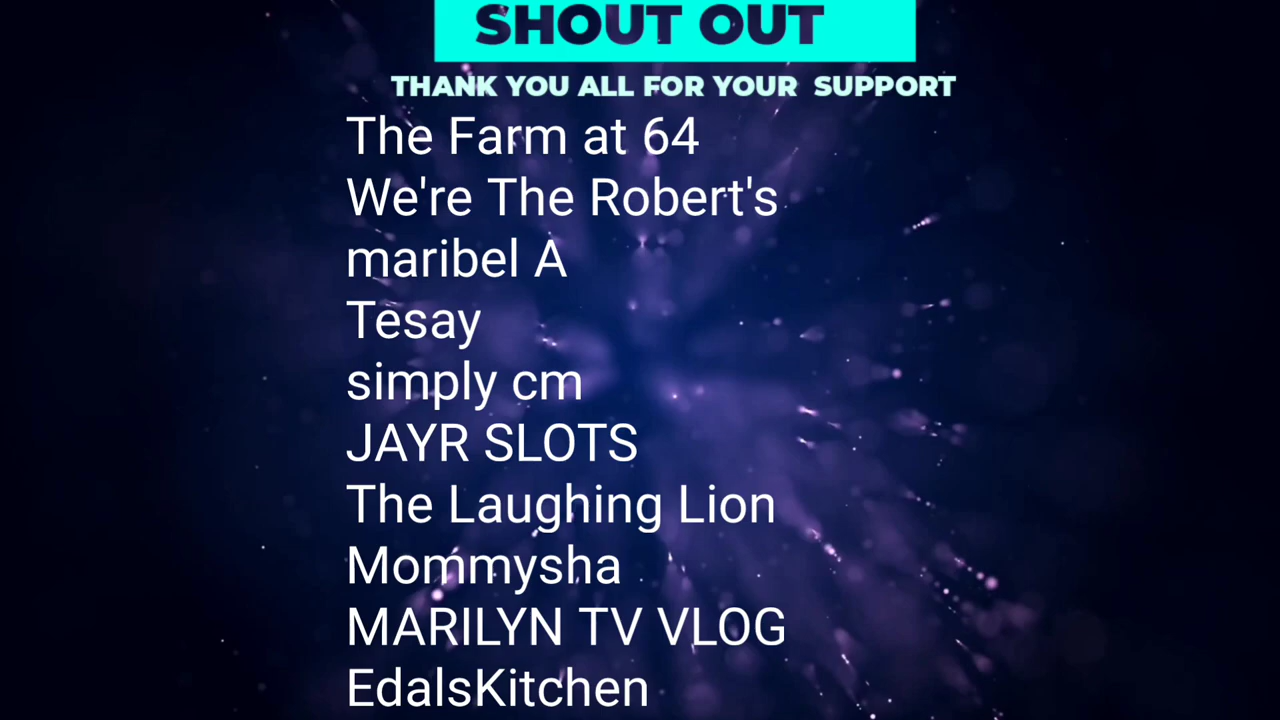 SHOUT OUT
THANK YOU ALL FOR YOUR  SUPPORT
The Farm at 64
We're The Robert's
maribel A
Tesay
simply cm
JAYR SLOTS
The Laughing Lion
Mommysha
MARILYN TV VLOG
EdalsKitchen